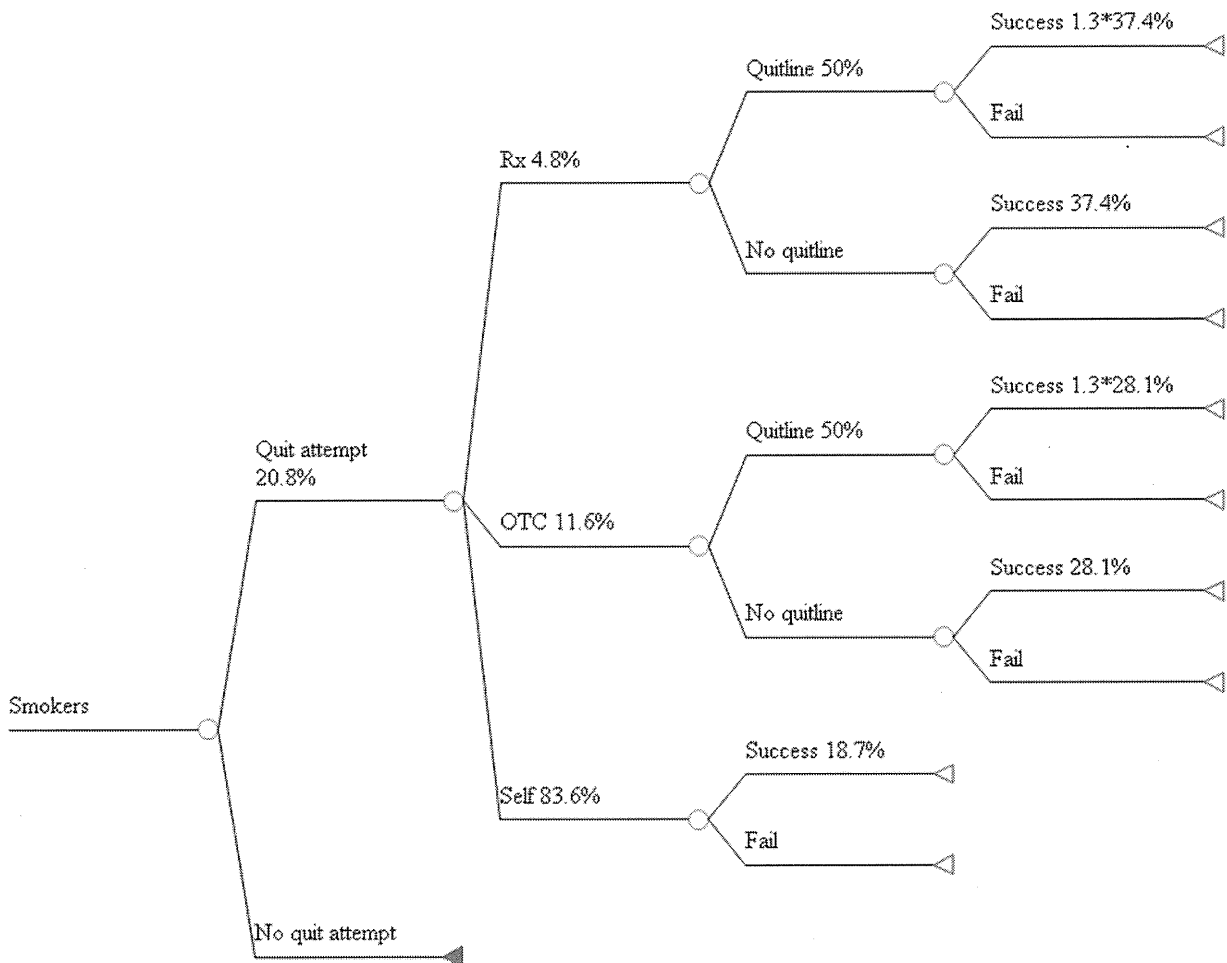 Success 1.3*37.4%
Quitline 50%
Fail
Rx 4.8%
Success 37.4%
No quitline
Fail
Success 1.3*28.1%
Quitline 50%
Quit attempt
20.8%
Fail
OTC 11.6%
Success 28.1%
No quitline
Fail
Smokers
Success 18.7%
Self 83.6%
Fail
No quit attempt